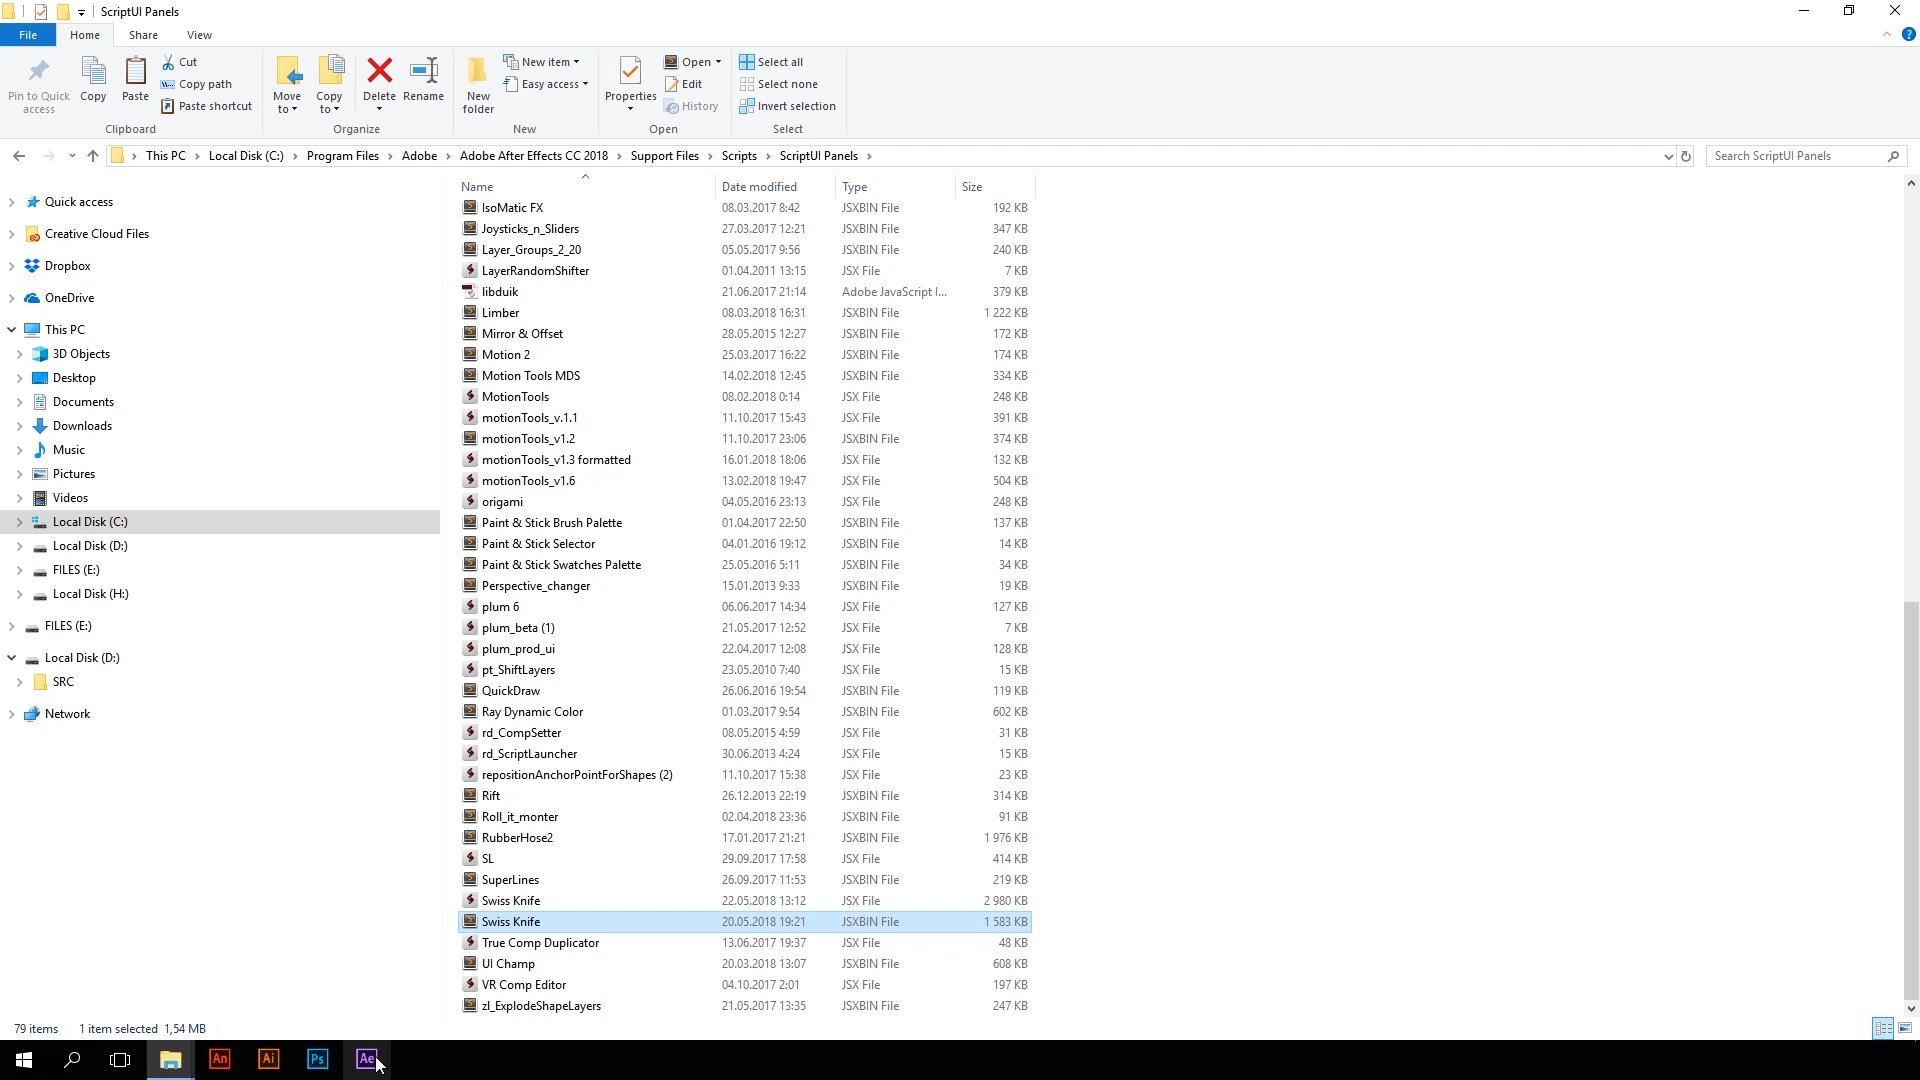 ScriptUI Panels
File Home Share View
Pin to Quick access
Copy
Paste
Cut
Copy path
Paste shortcut
Clipboard
Move to
Copy to
Delete
Rename
Organize
New folder
New item
Easy access
New
Properties
Open
Edit
History
Open
Select all
Select none
Invert selection
Select
This PC Local Disk (C:) Program Files Adobe Adobe After Effects CC 2018 Support Files Scripts ScriptUI Panels
Search ScriptUI Panels
Quick access
Creative Cloud Files
Dropbox
OneDrive
This PC
3D Objects
Desktop
Documents
Downloads
Music
Pictures
Videos
Local Disk (C:)
Local Disk (D:)
FILES (E:)
Local Disk (H:)
FILES (E:)
Local Disk (D:)
SRC
Network
Name Date modified Type Size
IsoMatic FX 08.03.2017 8:42 JSXBIN File 192 KB
Joysticks_n_Sliders 27.03.2017 12:21 JSXBIN File 347 KB
Layer_Groups_2_20 05.05.2017 9:56 JSXBIN File 240 KB
LayerRandomShifter 01.04.2011 13:15 JSX File 7 KB
libduik 21.06.2017 21:14 Adobe JavaScript I... 379 KB
Limber 08.03.2018 16:31 JSXBIN File 1 222 KB
Mirror & Offset 28.05.2015 12:27 JSXBIN File 172 KB
Motion 2 25.03.2017 16:22 JSXBIN File 174 KB
Motion Tools MDS 14.02.2018 12:45 JSXBIN File 334 KB
MotionTools 08.02.2018 0:14 JSX File 248 KB
motionTools_v.1.1 11.10.2017 15:43 JSX File 391 KB
motionTools_v1.2 11.10.2017 23:06 JSXBIN File 374 KB
motionTools_v1.3 formatted 16.01.2018 18:06 JSX File 132 KB
motionTools_v1.6 13.02.2018 19:47 JSX File 504 KB
origami 04.05.2016 23:13 JSX File 248 KB
Paint & Stick Brush Palette 01.04.2017 22:50 JSXBIN File 137 KB
Paint & Stick Selector 04.01.2016 19:12 JSXBIN File 14 KB
Paint & Stick Swatches Palette 25.05.2016 5:11 JSXBIN File 34 KB
Perspective_changer 15.01.2013 9:33 JSXBIN File 19 KB
plum 6 06.06.2017 14:34 JSX File 127 KB
plum_beta (1) 21.05.2017 12:52 JSX File 7 KB
plum_prod_ui 22.04.2017 12:08 JSX File 128 KB
pt_ShiftLayers 23.05.2010 7:40 JSX File 15 KB
QuickDraw 26.06.2016 19:54 JSXBIN File 119 KB
Ray Dynamic Color 01.03.2017 9:54 JSXBIN File 602 KB
rd_CompSetter 08.05.2015 4:59 JSX File 31 KB
rd_ScriptLauncher 30.06.2013 4:24 JSX File 15 KB
repositionAnchorPointForShapes (2) 11.10.2017 15:38 JSX File 23 KB
Rift 26.12.2013 22:19 JSXBIN File 314 KB
Roll_it_monter 02.04.2018 23:36 JSXBIN File 91 KB
RubberHose2 17.01.2017 21:21 JSXBIN File 1 976 KB
SL 29.09.2017 17:58 JSX File 414 KB
SuperLines 26.09.2017 11:53 JSXBIN File 219 KB
Swiss Knife 22.05.2018 13:12 JSX File 2 980 KB
Swiss Knife 20.05.2018 19:21 JSXBIN File 1 583 KB
True Comp Duplicator 13.06.2017 19:37 JSX File 48 KB
UI Champ 20.03.2018 13:07 JSXBIN File 608 KB
VR Comp Editor 04.10.2017 2:01 JSX File 197 KB
zl_ExplodeShapeLayers 21.05.2017 13:35 JSXBIN File 247 KB
79 items 1 item selected 1,54 MB
An Ai Ps Ae